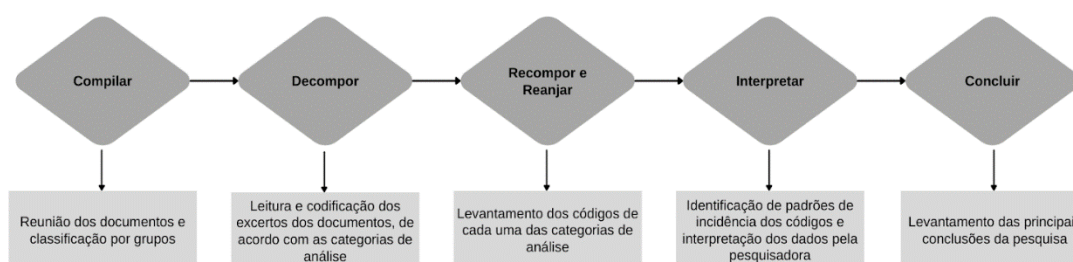 Compilar
Decompor
Recompor e
Reanjar
Interpretar
Concluir
Reunião dos documentos e
classificação por grupos
Leitura e codificação dos
excertos dos documentos, de
acordo com as categorias de
análise
Levantamento dos códigos de
cada uma das categorias de
análise
Identificação de padrões de
incidência dos códigos e
interpretação dos dados pela
pesquisadora
Levantamento das principai
conclusões da pesquisa